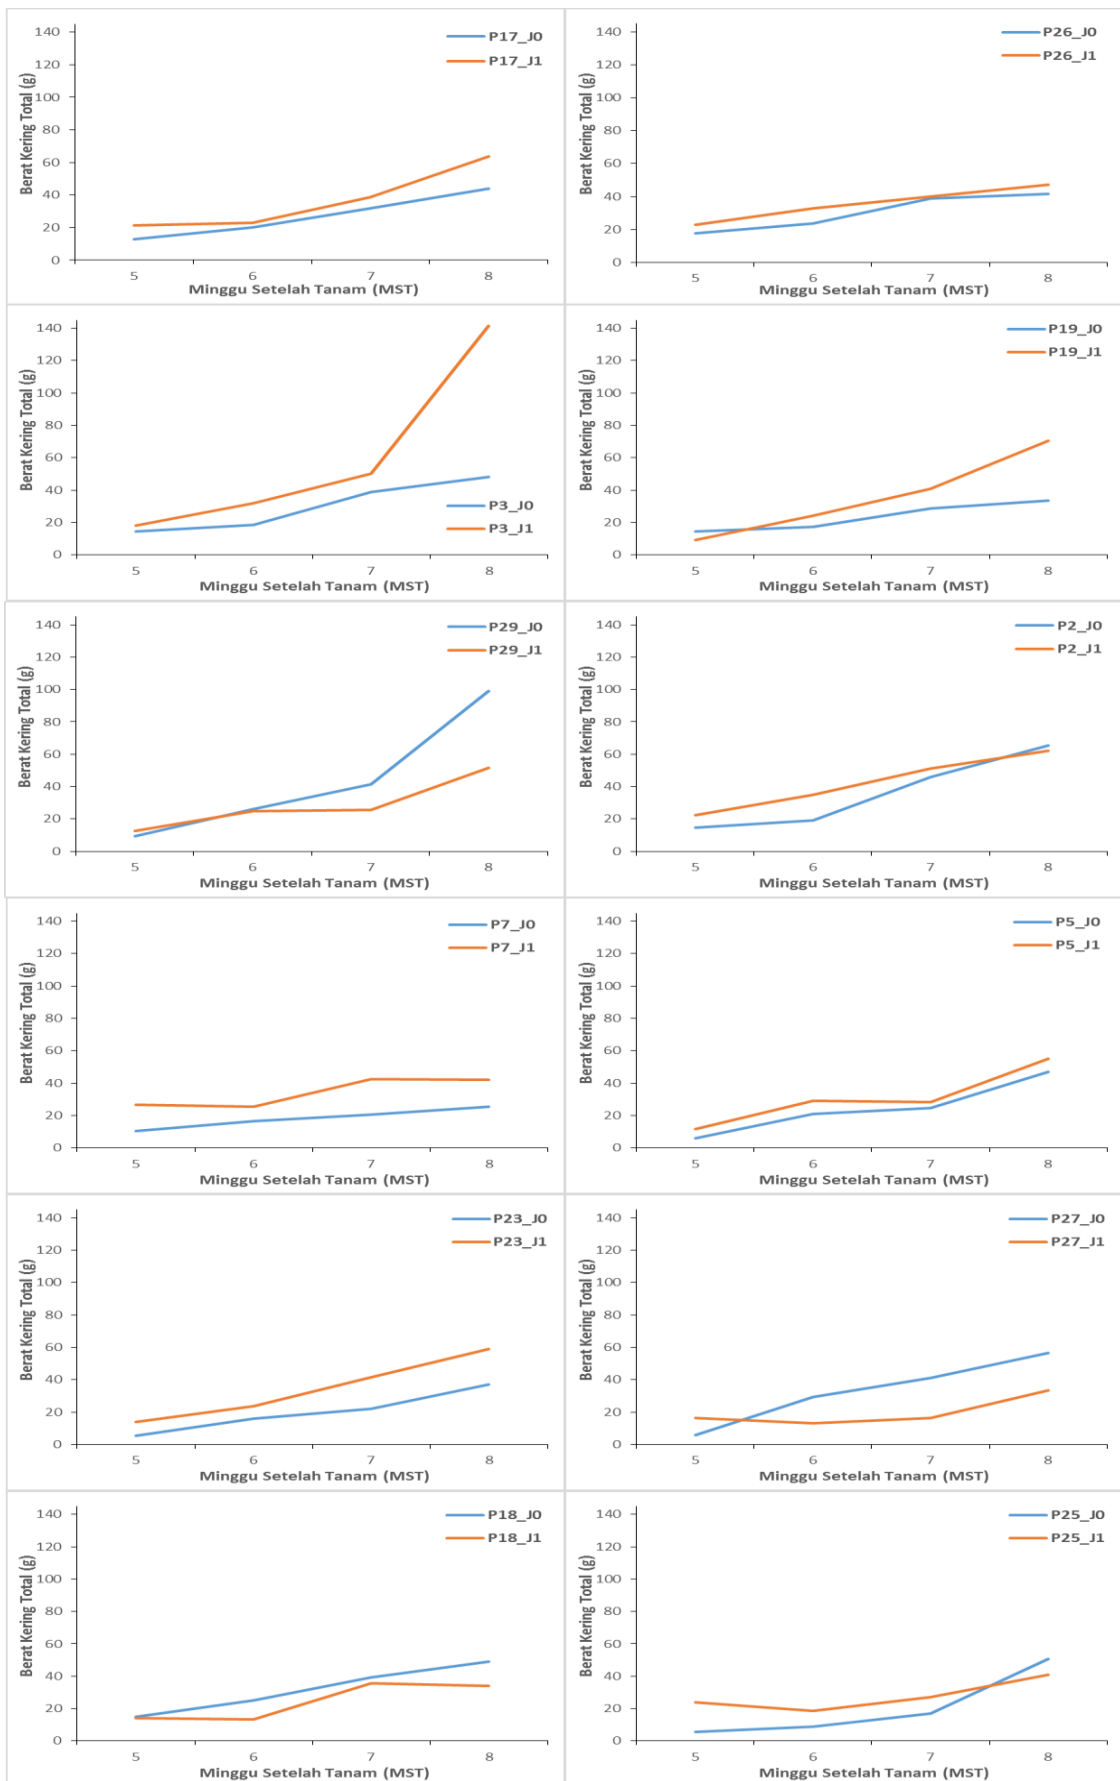 140
120
100
80
60
40
20
0
Berat Kering Total (g)
P17_J0
P17_J1
5 6 7 8
Minggu Setelah Tanam (MST)
140
120
100
80
60
40
20
0
Berat Kering Total (g)
P26_J0
P26_J1
5 6 7 8
Minggu Setelah Tanam (MST)
140
120
100
80
60
40
20
0
Berat Kering Total (g)
P3_J0
P3_J1
5 6 7 8
Minggu Setelah Tanam (MST)
140
120
100
80
60
40
20
0
Berat Kering Total (g)
P19_J0
P19_J1
5 6 7 8
Minggu Setelah Tanam (MST)
140
120
100
80
60
40
20
0
Berat Kering Total (g)
P29_J0
P29_J1
5 6 7 8
Minggu Setelah Tanam (MST)
140
120
100
80
60
40
20
0
Berat Kering Total (g)
P2_J0
P2_J1
5 6 7 8
Minggu Setelah Tanam (MST)
140
120
100
80
60
40
20
0
Berat Kering Total (g)
P7_J0
P7_J1
5 6 7 8
Minggu Setelah Tanam (MST)
140
120
100
80
60
40
20
0
Berat Kering Total (g)
P5_J0
P5_J1
5 6 7 8
Minggu Setelah Tanam (MST)
140
120
100
80
60
40
20
0
Berat Kering Total (g)
P23_J0
P23_J1
5 6 7 8
Minggu Setelah Tanam (MST)
140
120
100
80
60
40
20
0
Berat Kering Total (g)
P27_J0
P27_J1
5 6 7 8
Minggu Setelah Tanam (MST)
140
120
100
80
60
40
20
0
Berat Kering Total (g)
P18_J0
P18_J1
5 6 7 8
Minggu Setelah Tanam (MST)
140
120
100
80
60
40
20
0
Berat Kering Total (g)
P25_J0
P25_J1
5 6 7 8
Minggu Setelah Tanam (MST)